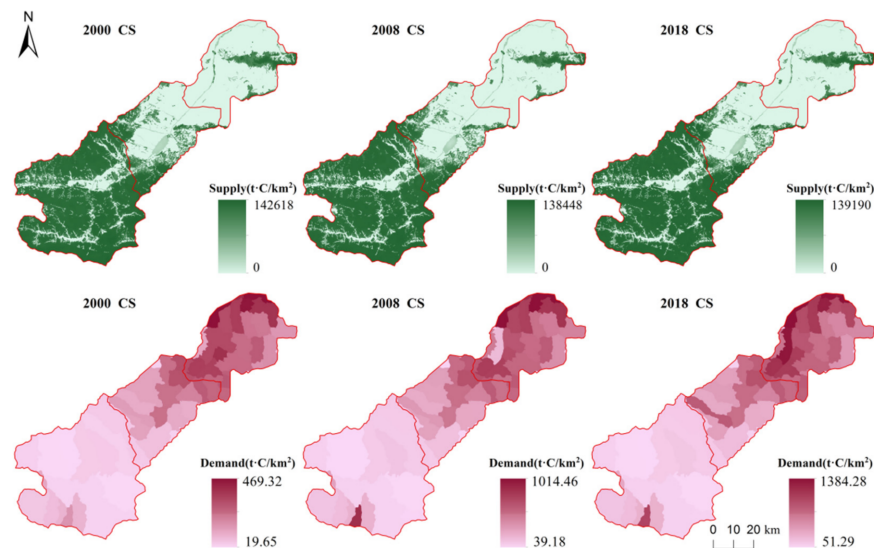 N
2000 CS
2008 CS
2018 CS
Supply(t·C/km²)
142618
0
Supply(t·C/km²)
138448
0
Supply(t·C/km²)
139190
0
2000 CS
2008 CS
2018 CS
Demand(t·C/km²)
469.32
19.65
Demand(t·C/km²)
1014.46
39.18
Demand(t·C/km²)
1384.28
51.29
0 10 20 km